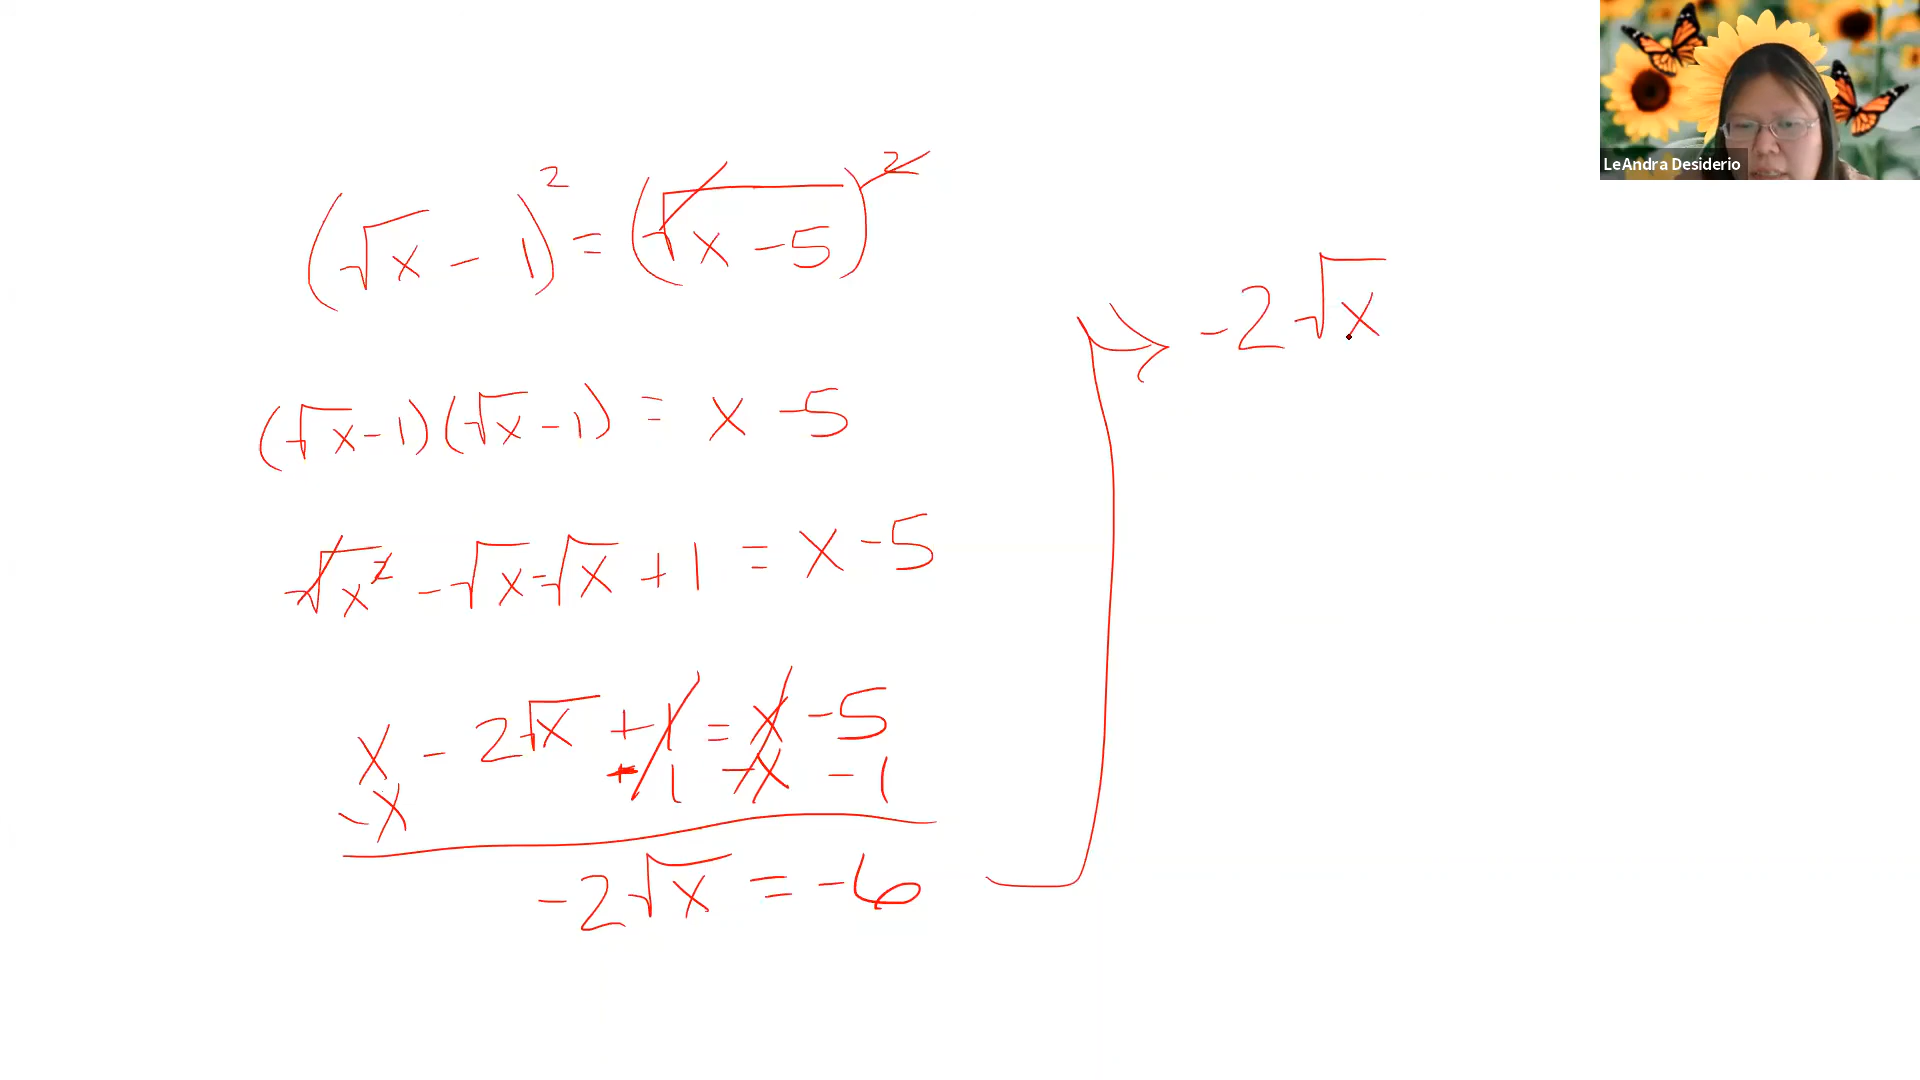 (√x - 1)² = (√x - 5)²
(√x - 1)(√x - 1) = x - 5
√x² - √x - √x + 1 = x - 5
x - 2√x + 1 = x - 5
-x + 1 -x - 1
-2√x = -6
-2√x
LeAndra Desiderio